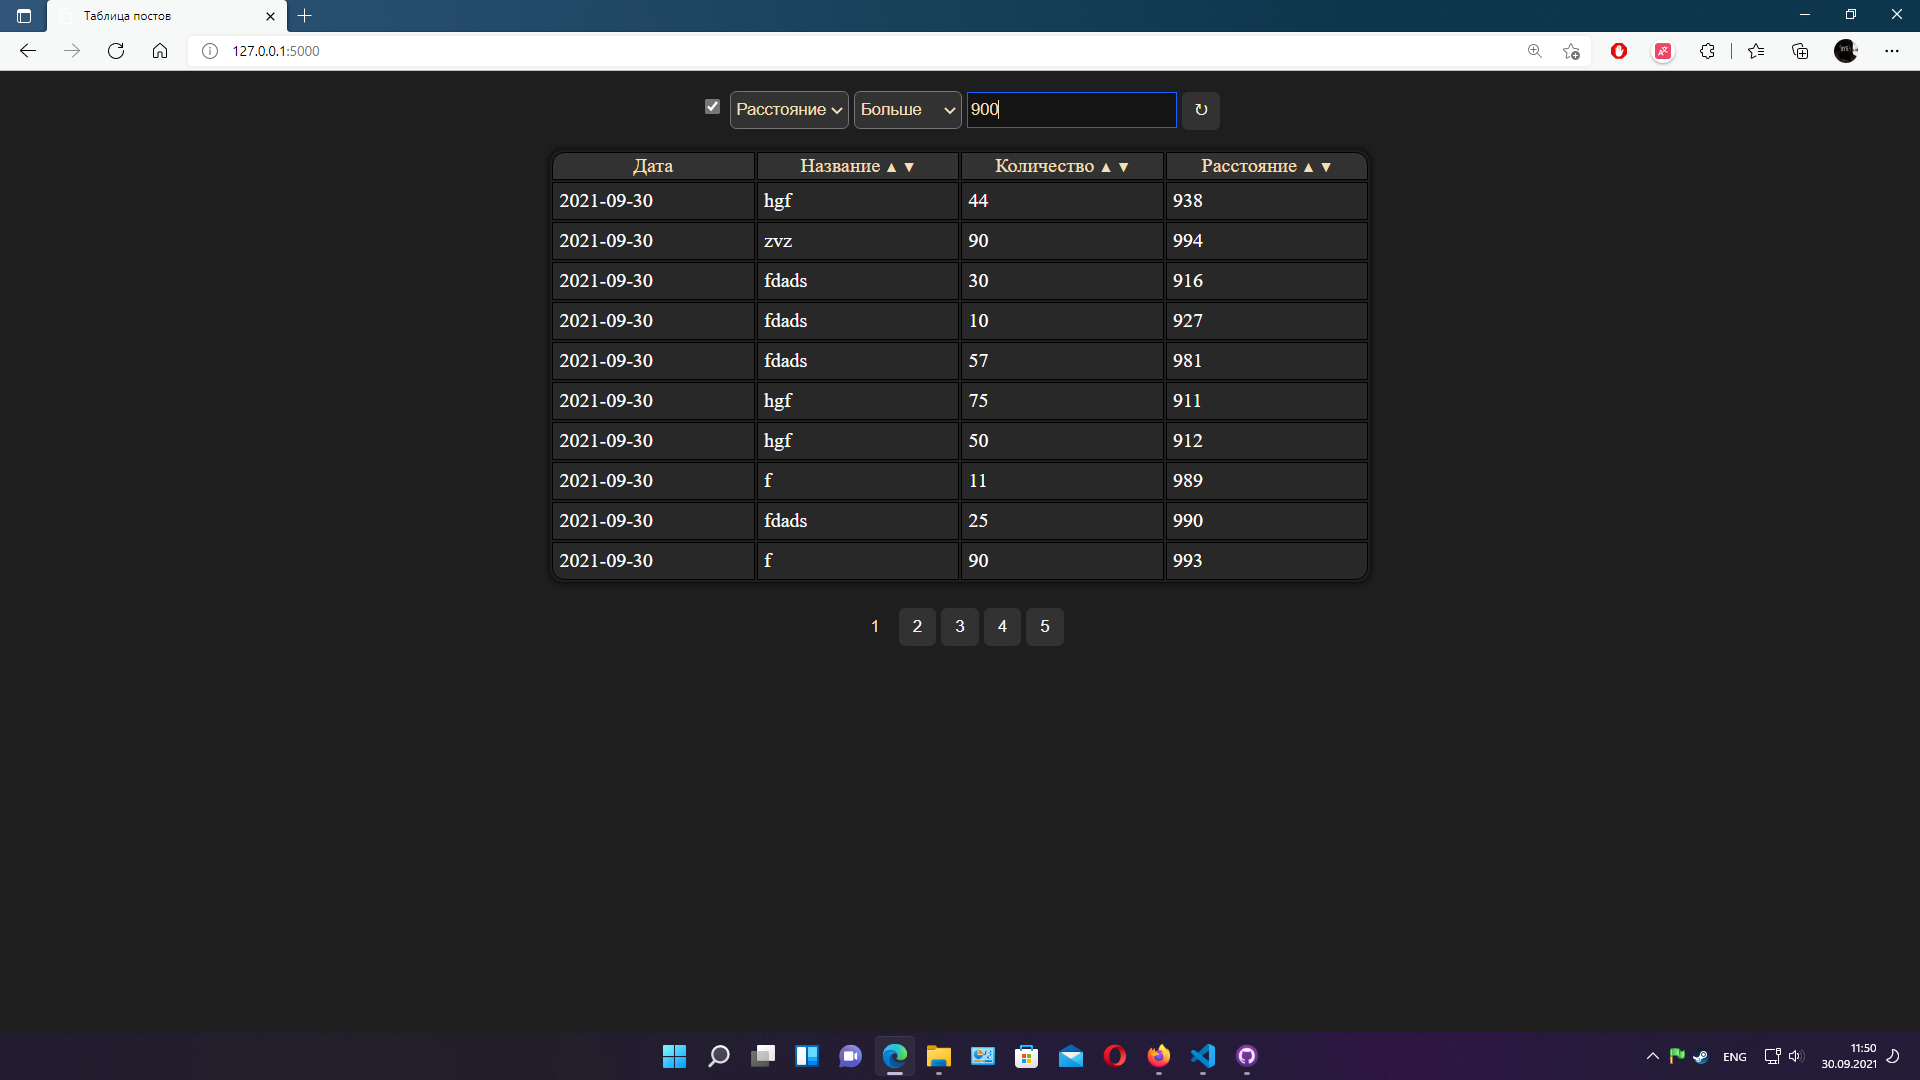 Таблица постов
127.0.0.1:5000
Расстояние Больше 900 ↻
Дата Название ▲ ▼ Количество ▲ ▼ Расстояние ▲ ▼
2021-09-30 hgf 44 938
2021-09-30 zvz 90 994
2021-09-30 fdads 30 916
2021-09-30 fdads 10 927
2021-09-30 fdads 57 981
2021-09-30 hgf 75 911
2021-09-30 hgf 50 912
2021-09-30 f 11 989
2021-09-30 fdads 25 990
2021-09-30 f 90 993
1 2 3 4 5
ENG
11:50
30.09.2021